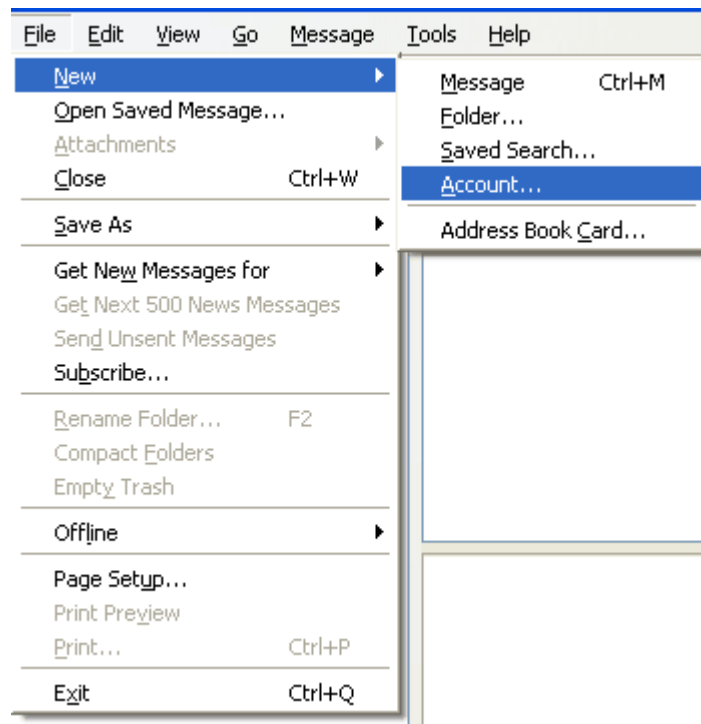 File Edit View Go Message Tools Help
New
Open Saved Message...
Attachments
Close Ctrl+W
Save As
Get New Messages for
Get Next 500 News Messages
Send Unsent Messages
Subscribe...
Rename Folder... F2
Compact Folders
Empty Trash
Offline
Page Setup...
Print Preview
Print... Ctrl+P
Exit Ctrl+Q
Message Ctrl+M
Folder...
Saved Search...
Account...
Address Book Card...